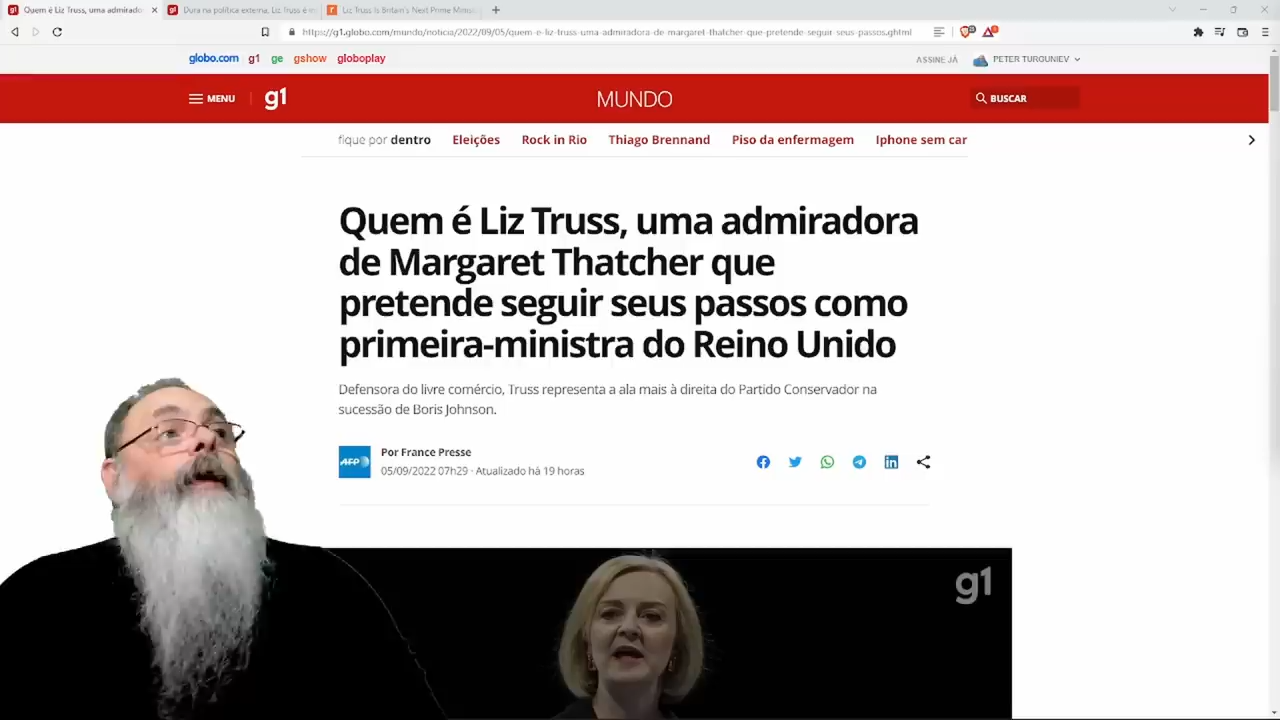 Quem é Liz Truss, uma admirado
Dura na política externa, Liz Truss é
Liz Truss Is Britain's Next Prime Minis
https://g1.globo.com/mundo/noticia/2022/09/05/quem-e-liz-truss-uma-admiradora-de-margaret-thatcher-que-pretende-seguir-seus-passos.ghtml
globo.com g1 ge gshow globoplay
ASSINE JÁ
PETER TURGUNIEV
MENU
g1
MUNDO
BUSCAR
fique por dentro Eleições Rock in Rio Thiago Brennand Piso da enfermagem Iphone sem car
Quem é Liz Truss, uma admiradora
de Margaret Thatcher que
pretende seguir seus passos como
primeira-ministra do Reino Unido
Defensora do livre comércio, Truss representa a ala mais à direita do Partido Conservador na
sucessão de Boris Johnson.
AFP
Por France Presse
05/09/2022 07h29 · Atualizado há 19 horas
g1